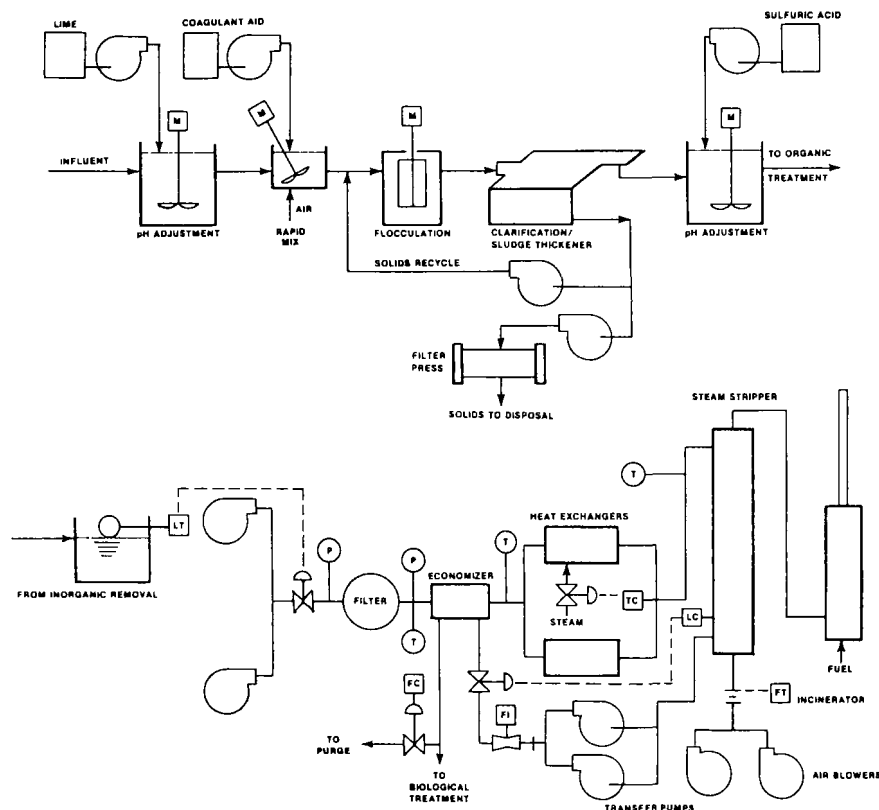 LIME
COAGULANT AID
SULFURIC ACID
M
M
M
M
INFLUENT
TO ORGANIC
TREATMENT
AIR
pH ADJUSTMENT
RAPID
MIX
FLOCCULATION
CLARIFICATION/
SLUDGE THICKENER
pH ADJUSTMENT
SOLIDS RECYCLE
FILTER
PRESS
SOLIDS TO DISPOSAL
STEAM STRIPPER
T
HEAT EXCHANGERS
LT
P
P
T
ECONOMIZER
FILTER
TC
STEAM
LC
FROM INORGANIC REMOVAL
T
FC
FI
FUEL
FT
INCINERATOR
TO
PURGE
TO
BIOLOGICAL
TREATMENT
AIR BLOWERS
TRANSFER PUMPS